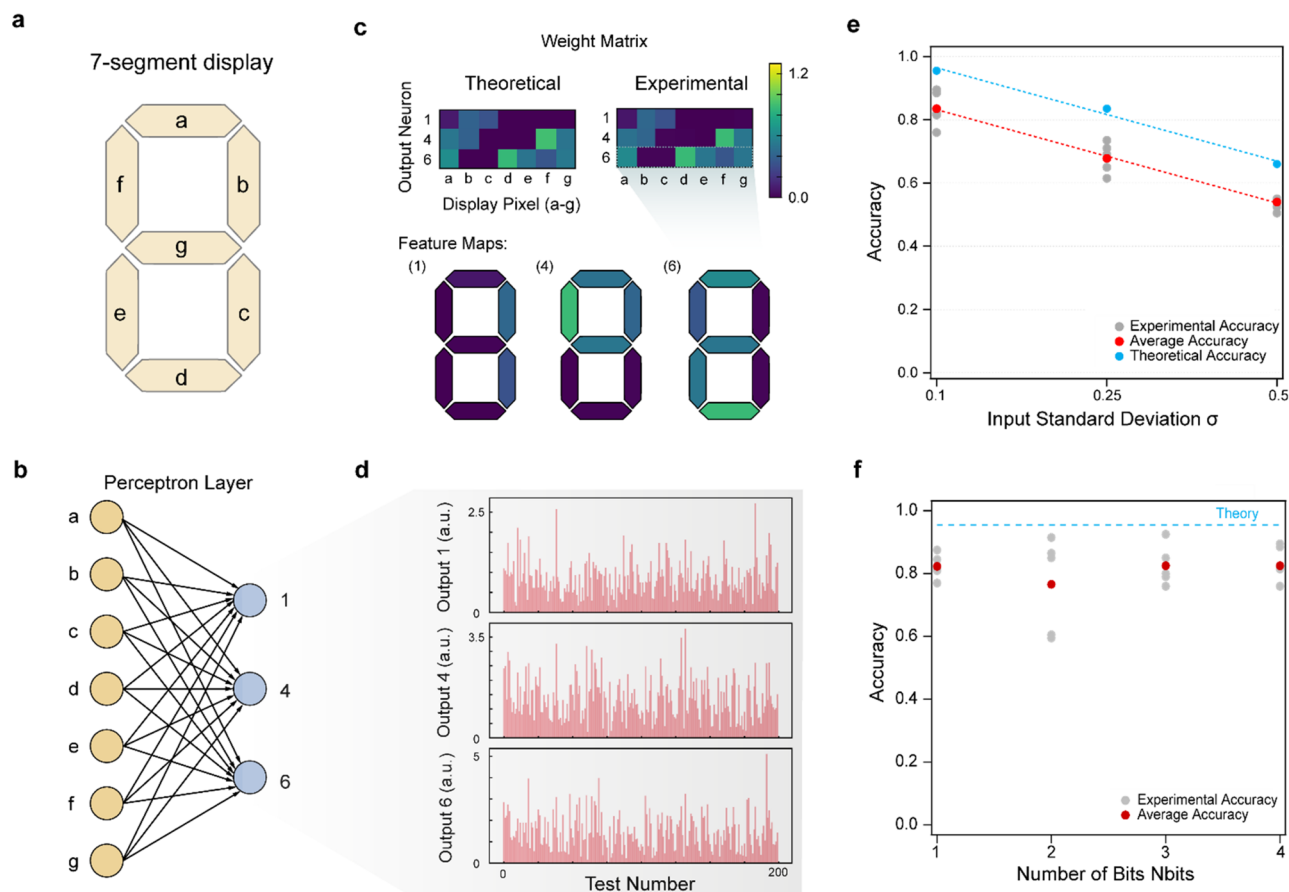 a
7-segment display
a
f
b
g
e
c
d
b
Perceptron Layer
a
b
c
d
e
f
g
1
4
6
c
Weight Matrix
Theoretical
Experimental
Output Neuron
1
4
6
a b c d e f g
1
4
6
a b c d e f g
Display Pixel (a-g)
1.2
0.0
Feature Maps:
(1)
(4)
(6)
d
Output 1 (a.u.)
2.5
0
Output 4 (a.u.)
3.5
0
Output 6 (a.u.)
5
0
0
200
Test Number
e
Accuracy
1.0
0.8
0.6
0.4
0.2
0.0
Experimental Accuracy
Average Accuracy
Theoretical Accuracy
0.1
0.25
0.5
Input Standard Deviation σ
f
Accuracy
1.0
0.8
0.6
0.4
0.2
0.0
Theory
Experimental Accuracy
Average Accuracy
1
2
3
4
Number of Bits Nbits